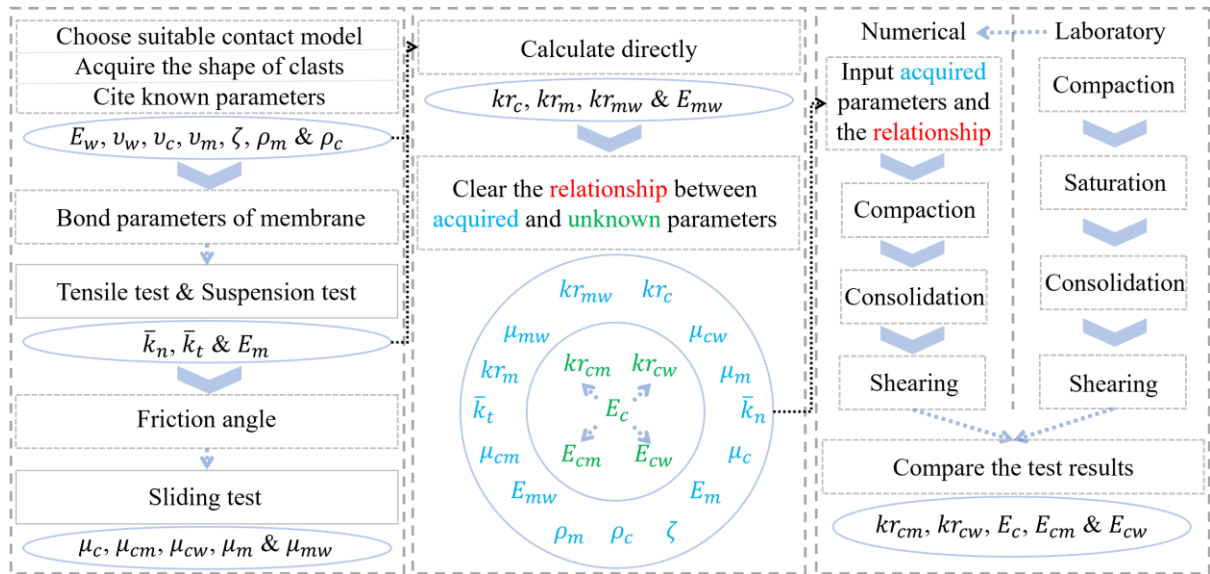 Choose suitable contact model
Acquire the shape of clasts
Cite known parameters
E_w, υ_w, υ_c, υ_m, ζ, ρ_m & ρ_c
Bond parameters of membrane
Tensile test & Suspension test
k̄_n, k̄_t & E_m
Friction angle
Sliding test
μ_c, μ_cm, μ_cw, μ_m & μ_mw
Calculate directly
kr_c, kr_m, kr_mw & E_mw
Clear the relationship between
acquired and unknown parameters
kr_mw kr_c
μ_mw μ_cw
kr_cm kr_cw
kr_m μ_m
k̄_t E_c k̄_n
μ_cm E_cm E_cw μ_c
E_mw E_m
ρ_m ρ_c ζ
Numerical Laboratory
Input acquired
parameters and
the relationship
Compaction
Consolidation
Shearing
Compaction
Saturation
Consolidation
Shearing
Compare the test results
kr_cm, kr_cw, E_c, E_cm & E_cw